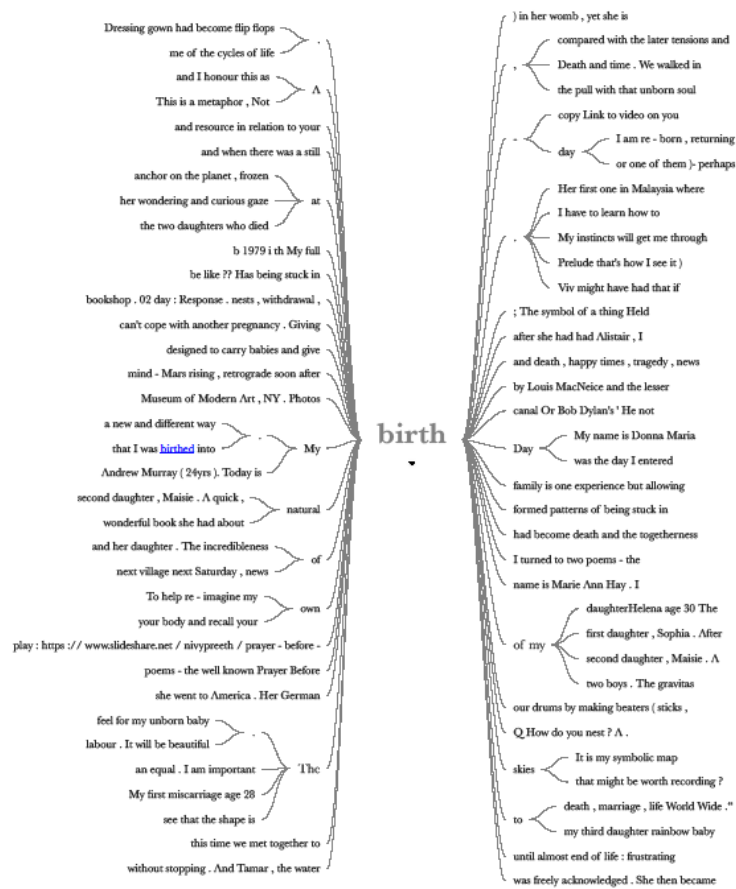 Dressing gown had become flip flops
me of the cycles of life
.
and I honour this as
This is a metaphor , Not
A
and resource in relation to your
and when there was a still
anchor on the planet , frozen
her wondering and curious gaze
the two daughters who died
at
b 1979 i th My full
be like ?? Has being stuck in
bookshop . 02 day : Response . nests , withdrawal ,
can't cope with another pregnancy . Giving
designed to carry babies and give
mind - Mars rising , retrograde soon after
Museum of Modern Art , NY . Photos
a new and different way
that I was birthed into
.
Andrew Murray ( 24yrs ). Today is
My
second daughter , Maisie . A quick ,
wonderful book she had about
natural
and her daughter . The incredibleness
next village next Saturday , news
of
To help re - imagine my
your body and recall your
own
play : https :// www.slideshare.net / nivypreeth / prayer - before -
poems - the well known Prayer Before
she went to America . Her German
feel for my unborn baby
labour . It will be beautiful
.
an equal . I am important
My first miscarriage age 28
see that the shape is
The
this time we met together to
without stopping . And Tamar , the water
birth
) in her womb , yet she is
,
compared with the later tensions and
Death and time . We walked in
the pull with that unborn soul
-
copy Link to video on you
day
I am re - born , returning
or one of them )- perhaps
.
Her first one in Malaysia where
I have to learn how to
My instincts will get me through
Prelude that's how I see it )
Viv might have had that if
; The symbol of a thing Held
after she had had Alistair , I
and death , happy times , tragedy , news
by Louis MacNeice and the lesser
canal Or Bob Dylan's ' He not
Day
My name is Donna Maria
was the day I entered
family is one experience but allowing
formed patterns of being stuck in
had become death and the togetherness
I turned to two poems - the
name is Marie Ann Hay . I
of my
daughterHelena age 30 The
first daughter , Sophia . After
second daughter , Maisie . A
two boys . The gravitas
our drums by making beaters ( sticks ,
Q How do you nest ? A .
skies
It is my symbolic map
that might be worth recording ?
to
death , marriage , life World Wide ."
my third daughter rainbow baby
until almost end of life : frustrating
was freely acknowledged . She then became